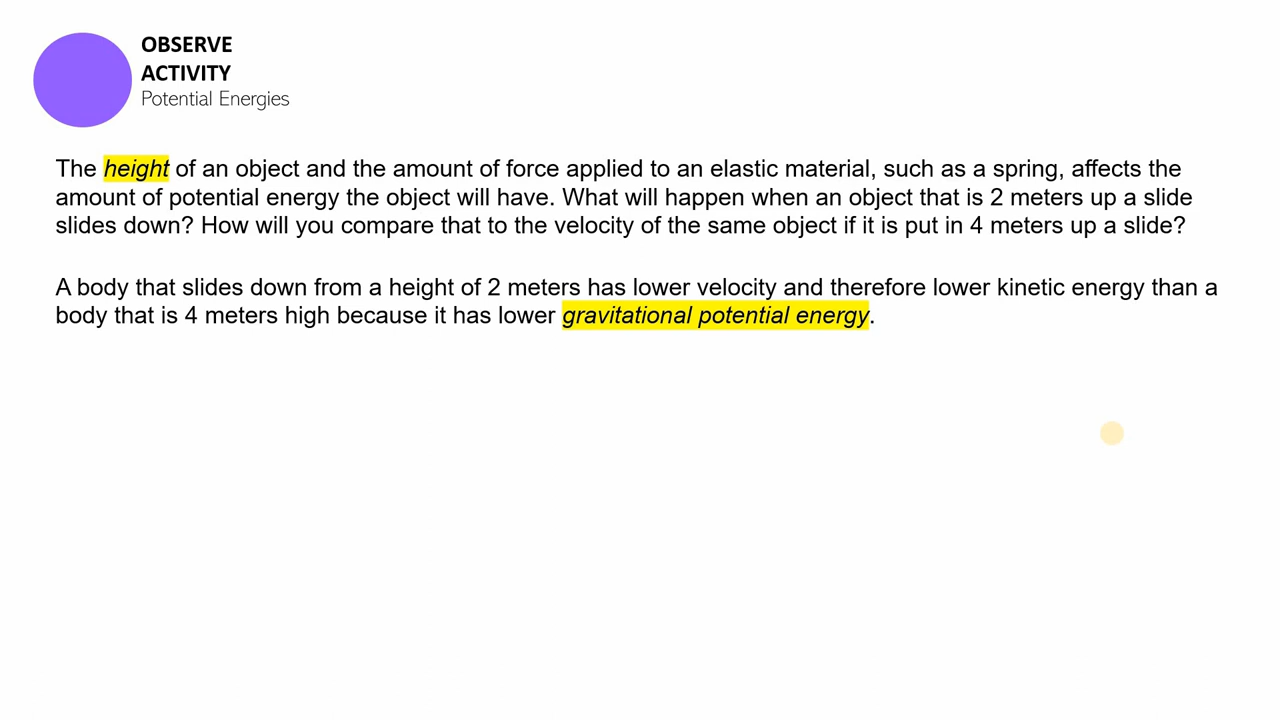 OBSERVE
ACTIVITY
Potential Energies
The height of an object and the amount of force applied to an elastic material, such as a spring, affects the
amount of potential energy the object will have. What will happen when an object that is 2 meters up a slide
slides down? How will you compare that to the velocity of the same object if it is put in 4 meters up a slide?
A body that slides down from a height of 2 meters has lower velocity and therefore lower kinetic energy than a
body that is 4 meters high because it has lower gravitational potential energy.